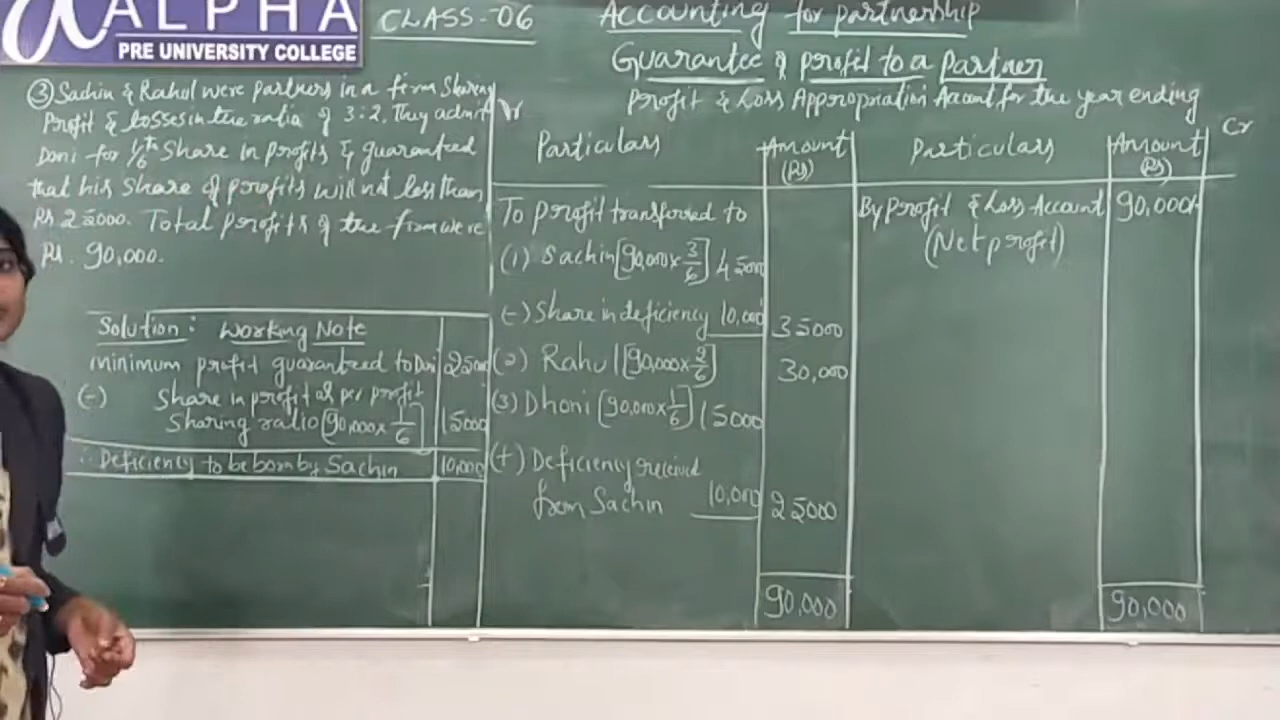 ALPHA
PRE UNIVERSITY COLLEGE
CLASS-06
Accounting for partnership
Guarantee of profit to a Partner
Profit & Loss Appropriation Account for the year ending
③ Sachin & Rahul were partners in a firm Sharing
Profit & losses in the ratio of 3:2. They admit
Doni for 1/6th Share in profits & guaranteed
that his Share of profits will not less than
Rs 25000. Total profits of the firm were
Rs. 90,000.
Solution: Working Note
minimum profit guaranteed to Doni 25000
(-) Share in profit as per profit
Sharing ratio [90,000 x 1/6] 15000
∴ Deficiency to be born by Sachin 10,000
Dr
Cr
Particulars Amount (Rs) Particulars Amount (Rs)
To profit transferred to By Profit & Loss Account 90,000
(Net profit)
(1) Sachin [90,000 x 3/6] 45000
(-) Share in deficiency 10,000 35000
(2) Rahul [90,000 x 2/6] 30,000
(3) Dhoni [90,000 x 1/6] 15000
(+) Deficiency received
from Sachin 10,000 25000
90,000 90,000